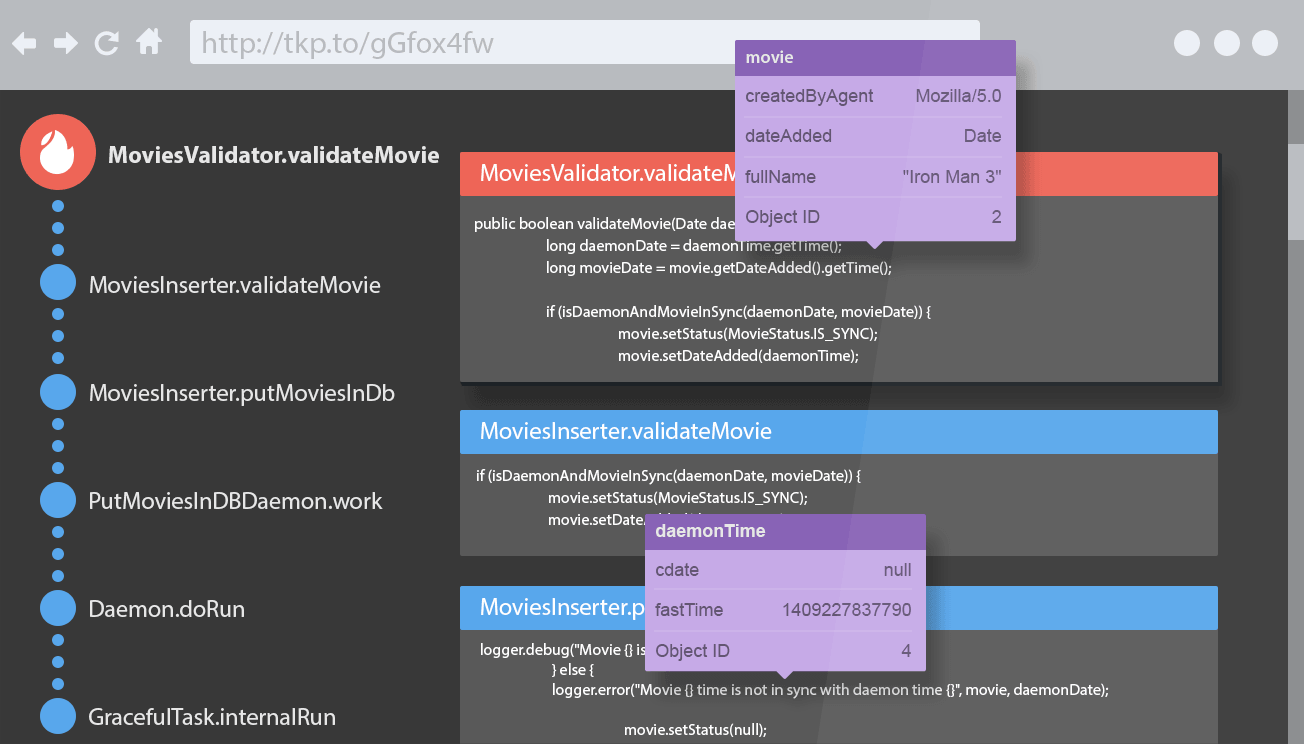 http://tkp.to/gGfox4fw
movie
createdByAgent Mozilla/5.0
dateAdded Date
fullName "Iron Man 3"
Object ID 2
MoviesValidator.validateMovie
MoviesInserter.validateMovie
MoviesInserter.putMoviesInDb
PutMoviesInDBDaemon.work
Daemon.doRun
GracefulTask.internalRun
MoviesValidator.validateM
public boolean validateMovie(Date dae
long daemonDate = daemonTime.getTime();
long movieDate = movie.getDateAdded().getTime();
if (isDaemonAndMovieInSync(daemonDate, movieDate)) {
movie.setStatus(MovieStatus.IS_SYNC);
movie.setDateAdded(daemonTime);
MoviesInserter.validateMovie
if (isDaemonAndMovieInSync(daemonDate, movieDate)) {
movie.setStatus(MovieStatus.IS_SYNC);
movie.setDate
daemonTime
cdate null
fastTime 1409227837790
Object ID 4
MoviesInserter.p
logger.debug("Movie {} is
} else {
logger.error("Movie {} time is not in sync with daemon time {}", movie, daemonDate);
movie.setStatus(null);